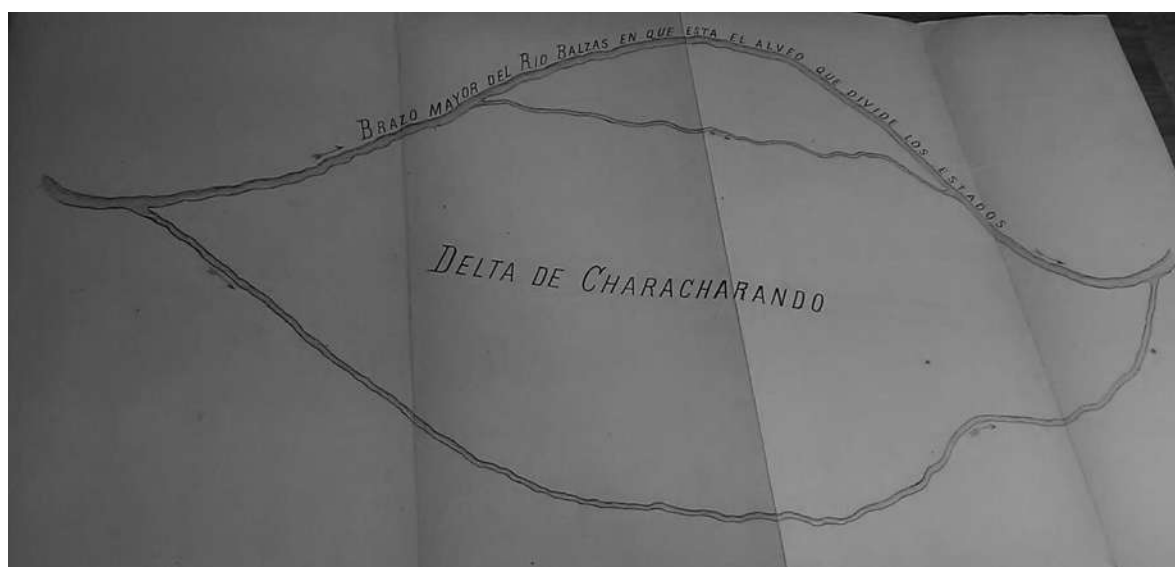 BRAZO MAYOR DEL RIO BALZAS EN QUE ESTA EL ALVEO QUE DIVIDE LOS ESTADOS
DELTA DE CHARACHARANDO